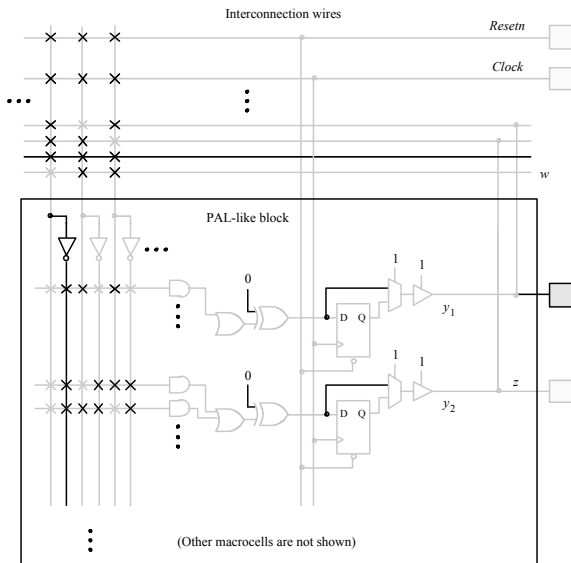 Interconnection wires
Resetn
Clock
w
PAL-like block
1
1
0
D Q
y1
1
1
0
z
D Q
y2
(Other macrocells are not shown)